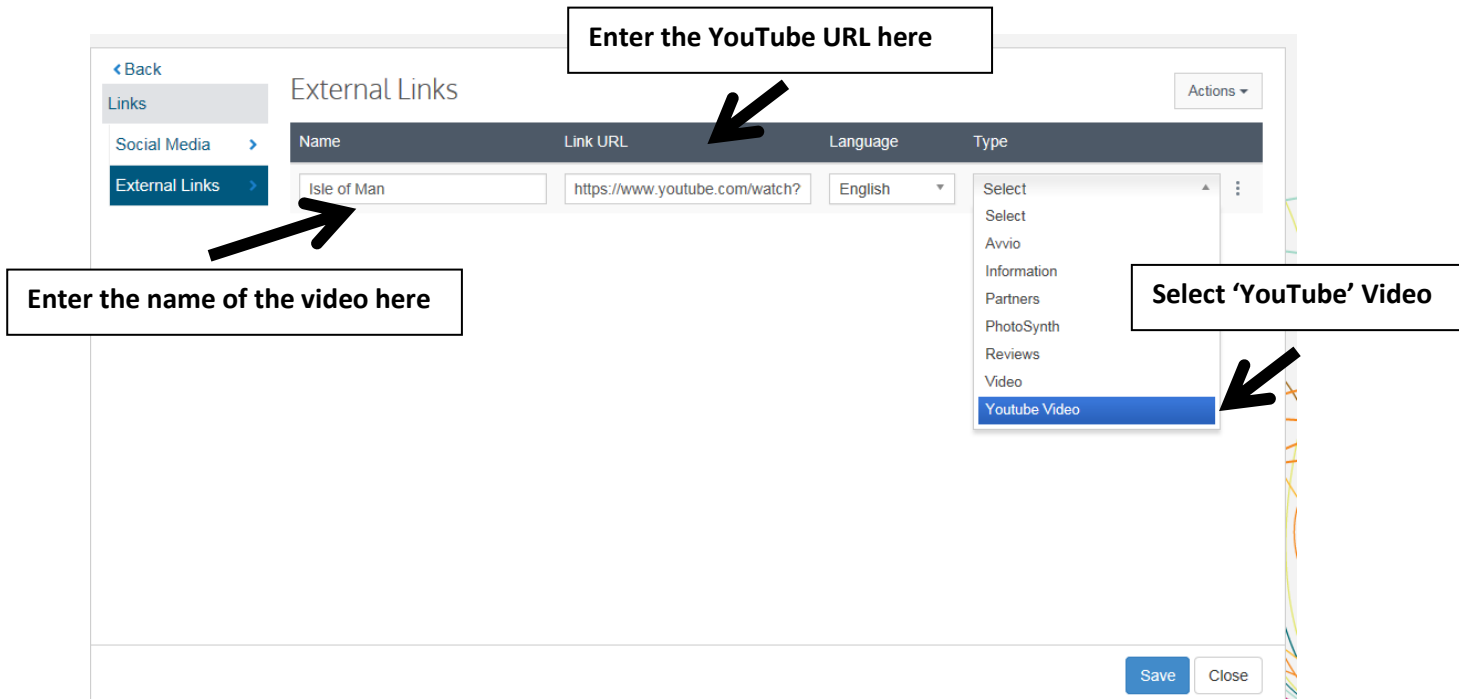 Enter the YouTube URL here
Back
Links
Social Media
External Links
External Links
Actions
Name Link URL Language Type
Isle of Man https://www.youtube.com/watch? English Select
Select
Avvio
Information
Partners
PhotoSynth
Reviews
Video
Youtube Video
Enter the name of the video here
Select ‘YouTube’ Video
Save Close